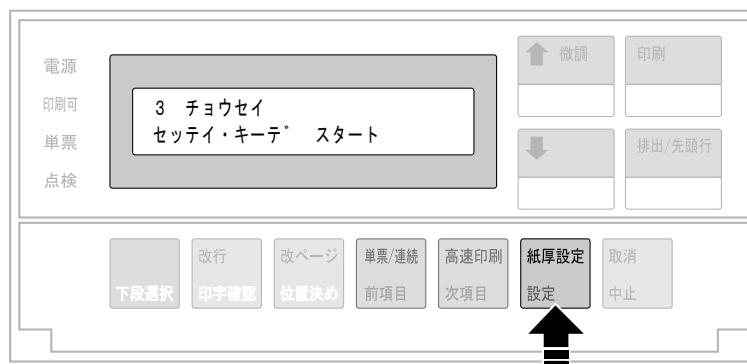 電源
印刷可
単票
点検
3 チョウセイ
セッテイ・キーデ スタート
微調
印刷
排出/先頭行
下段選択
改行
印字確認
改ページ
位置決め
単票/連続
前項目
高速印刷
次項目
紙厚設定
設定
取消
中止